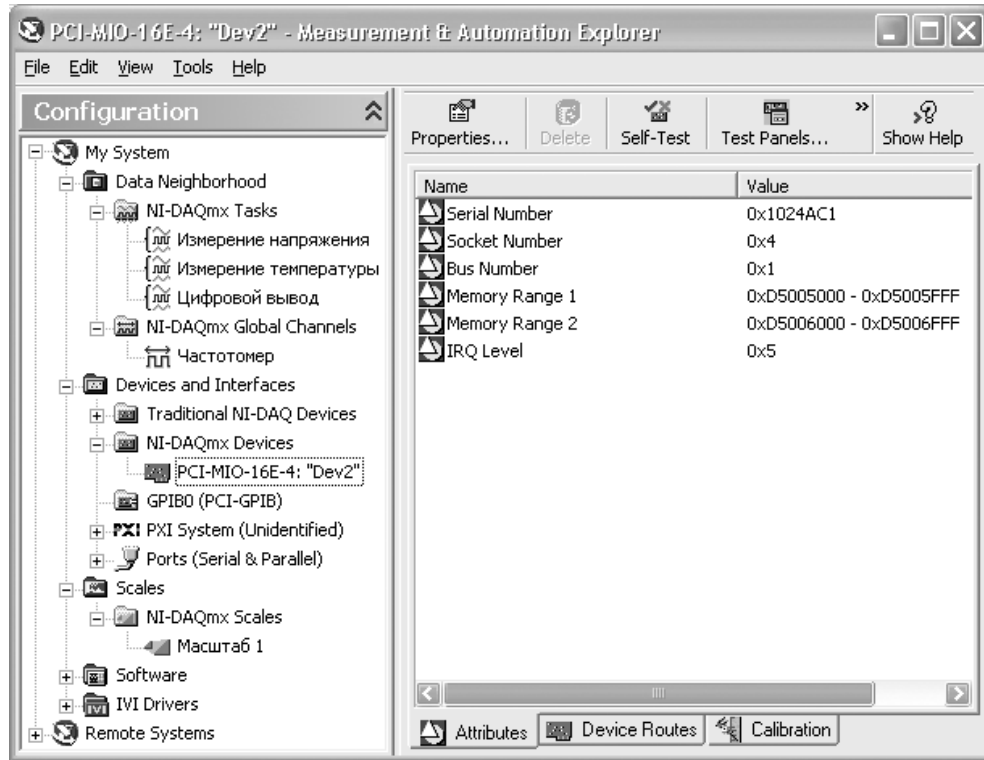 PCI-MIO-16E-4: "Dev2" - Measurement & Automation Explorer
File Edit View Tools Help
Configuration
My System
Data Neighborhood
NI-DAQmx Tasks
Измерение напряжения
Измерение температуры
Цифровой вывод
NI-DAQmx Global Channels
Частотомер
Devices and Interfaces
Traditional NI-DAQ Devices
NI-DAQmx Devices
PCI-MIO-16E-4: "Dev2"
GPIB0 (PCI-GPIB)
PXI PXI System (Unidentified)
Ports (Serial & Parallel)
Scales
NI-DAQmx Scales
Масштаб 1
Software
IVI IVI Drivers
Remote Systems
Properties... Delete Self-Test Test Panels... » Show Help
Name Value
Serial Number 0x1024AC1
Socket Number 0x4
Bus Number 0x1
Memory Range 1 0xD5005000 - 0xD5005FFF
Memory Range 2 0xD5006000 - 0xD5006FFF
IRQ Level 0x5
Attributes Device Routes Calibration